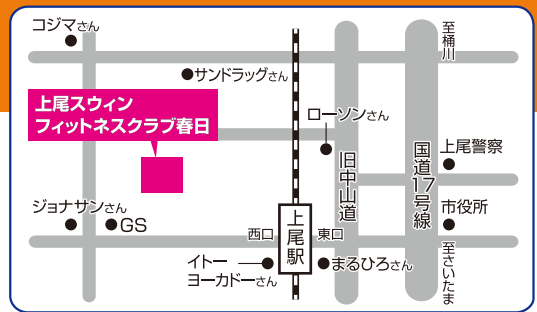 コジマさん
至桶川
サンドラッグさん
上尾スウィン
フィットネスクラブ春日
ローソンさん
旧中山道
国道17号線
上尾警察
ジョナサンさん
GS
市役所
西口
上尾駅
東口
イトー
ヨーカドーさん
まるひろさん
至さいたま